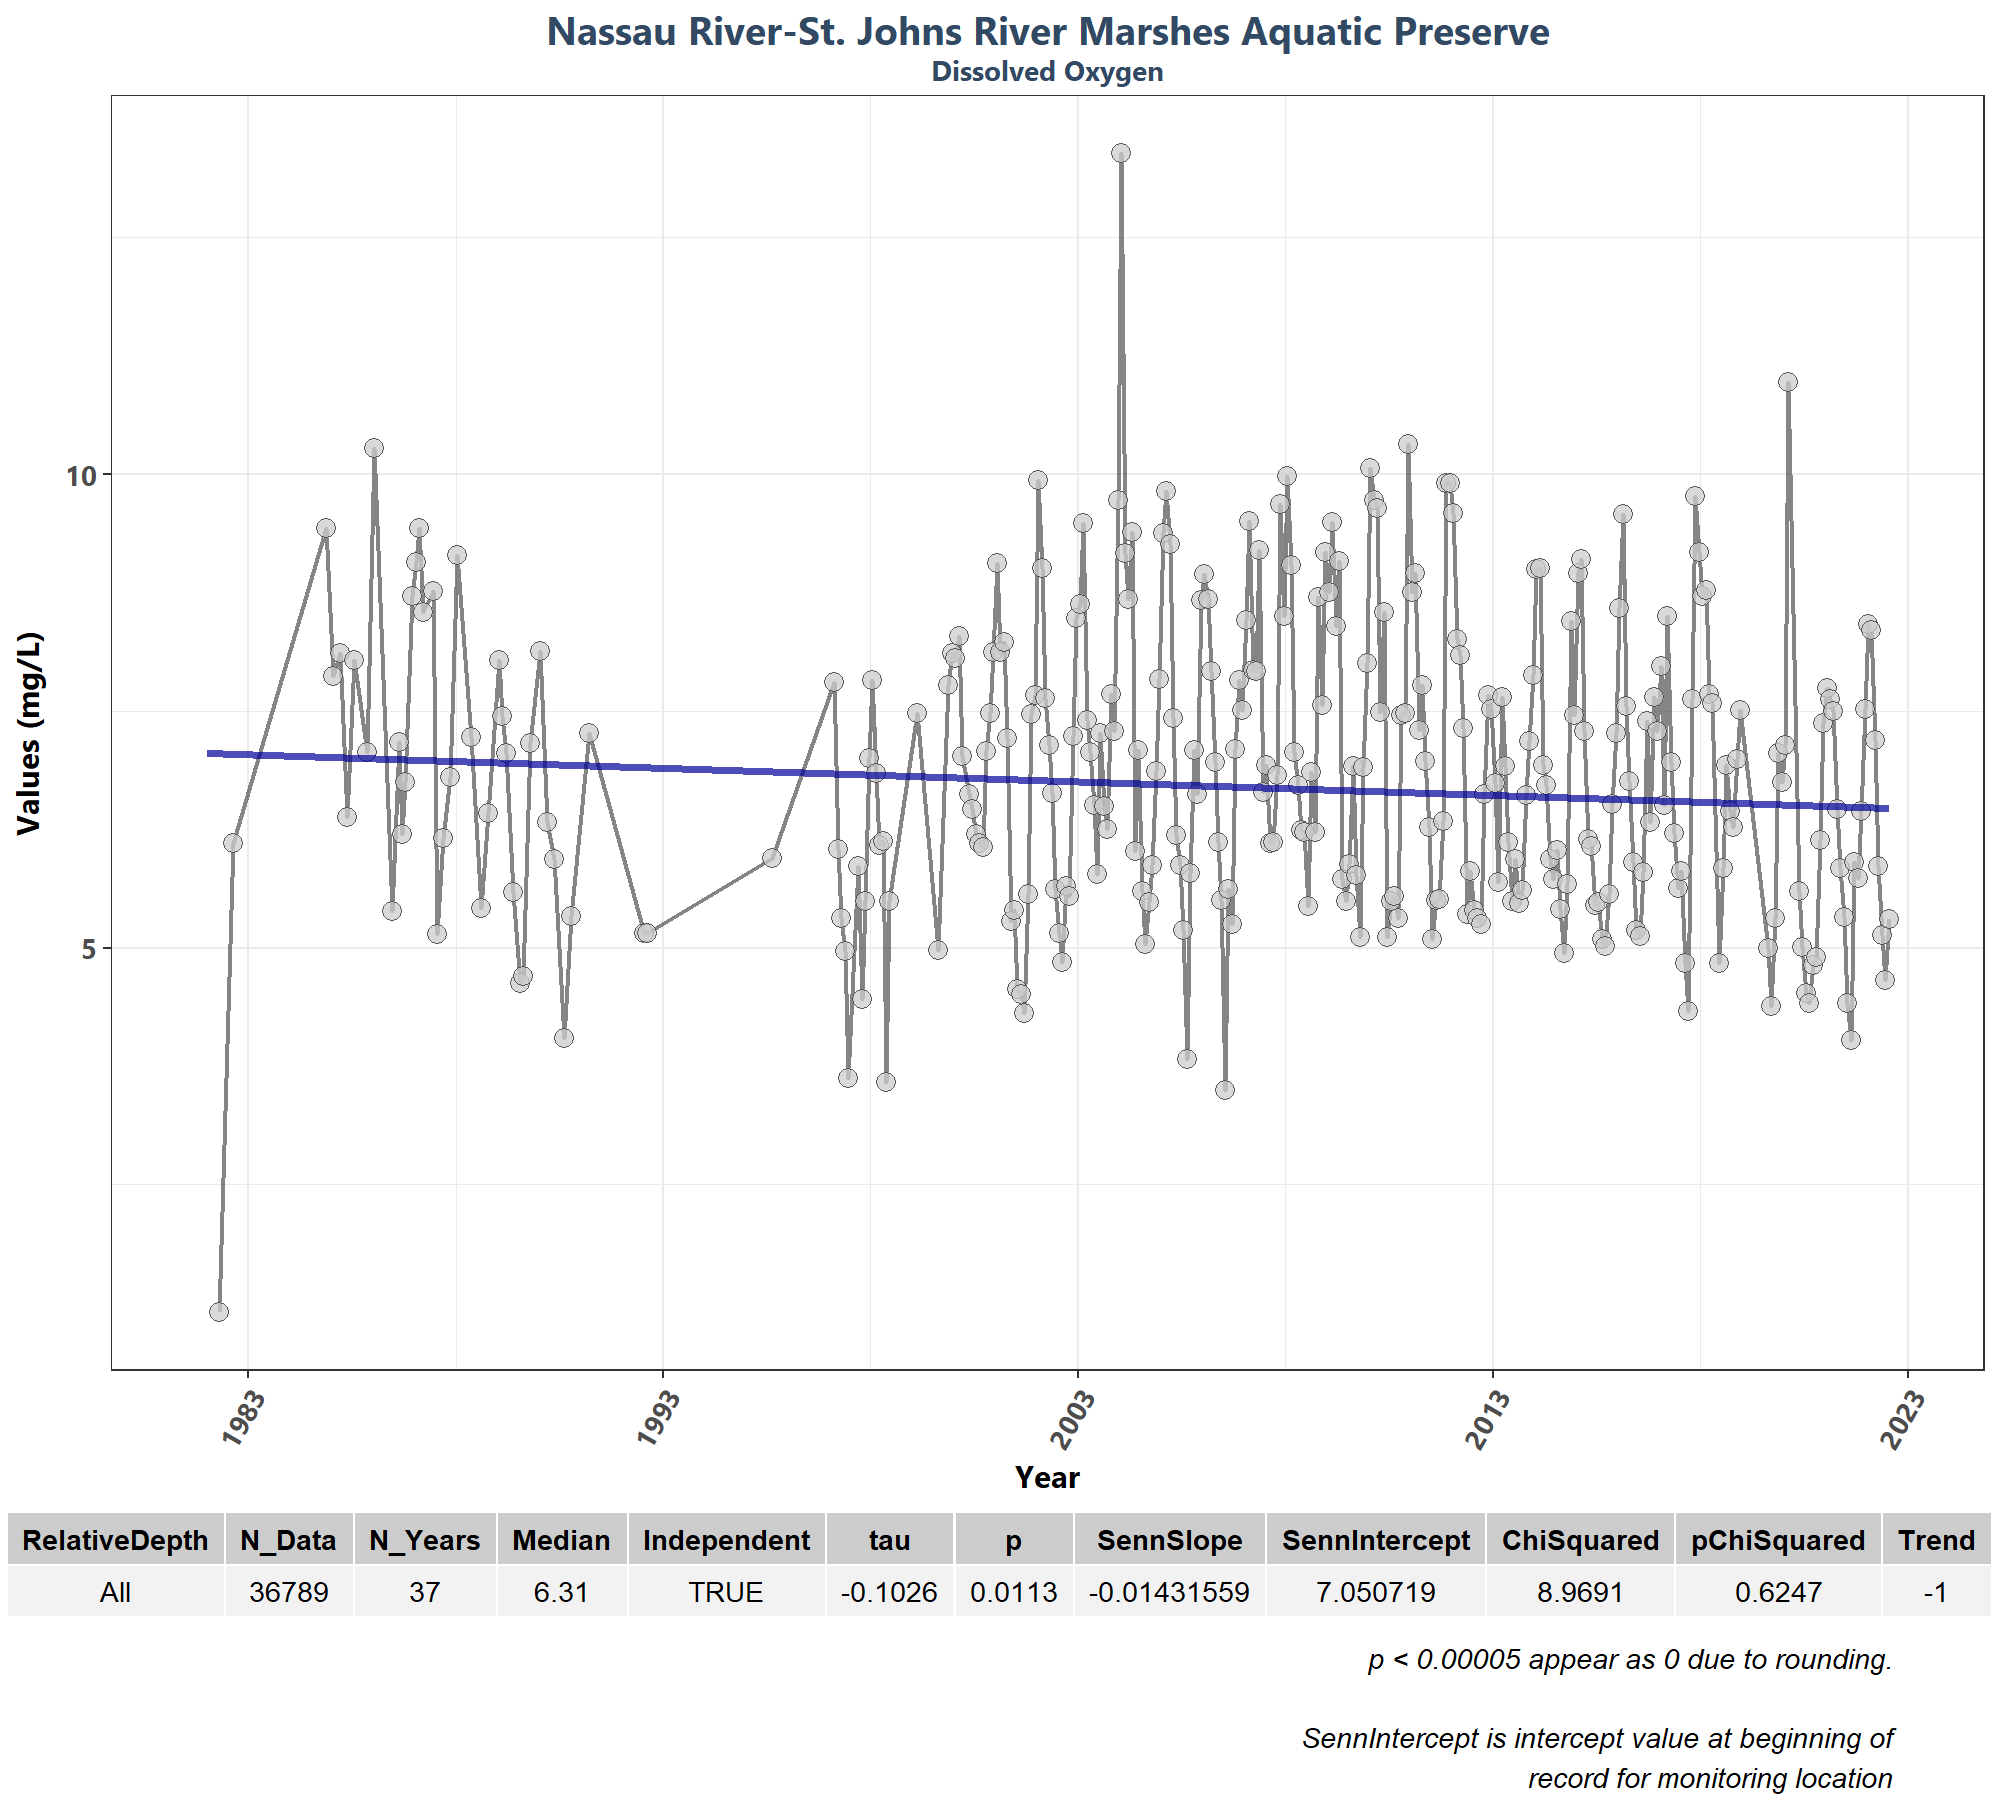 Nassau River-St. Johns River Marshes Aquatic Preserve
Dissolved Oxygen
Values (mg/L)
10
5
1983
1993
2003
2013
2023
Year
RelativeDepth N_Data N_Years Median Independent tau p SennSlope SennIntercept ChiSquared pChiSquared Trend
All 36789 37 6.31 TRUE -0.1026 0.0113 -0.01431559 7.050719 8.9691 0.6247 -1
p < 0.00005 appear as 0 due to rounding.
SennIntercept is intercept value at beginning of
record for monitoring location